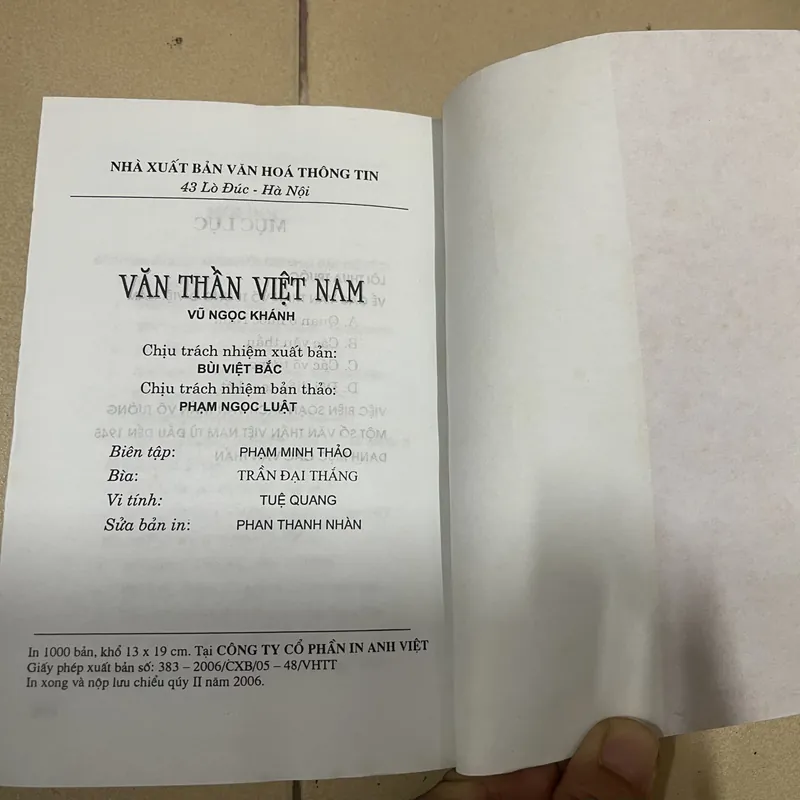 NHÀ XUẤT BẢN VĂN HOÁ THÔNG TIN
43 Lò Đúc - Hà Nội
VĂN THẦN VIỆT NAM
VŨ NGỌC KHÁNH
Chịu trách nhiệm xuất bản:
BÙI VIỆT BẮC
Chịu trách nhiệm bản thảo:
PHẠM NGỌC LUẬT
Biên tập: PHẠM MINH THẢO
Bìa: TRẦN ĐẠI THẮNG
Vi tính: TUỆ QUANG
Sửa bản in: PHAN THANH NHÀN
In 1000 bản, khổ 13 x 19 cm. Tại CÔNG TY CỔ PHẦN IN ANH VIỆT
Giấy phép xuất bản số: 383 – 2006/CXB/05 – 48/VHTT
In xong và nộp lưu chiểu qúy II năm 2006.